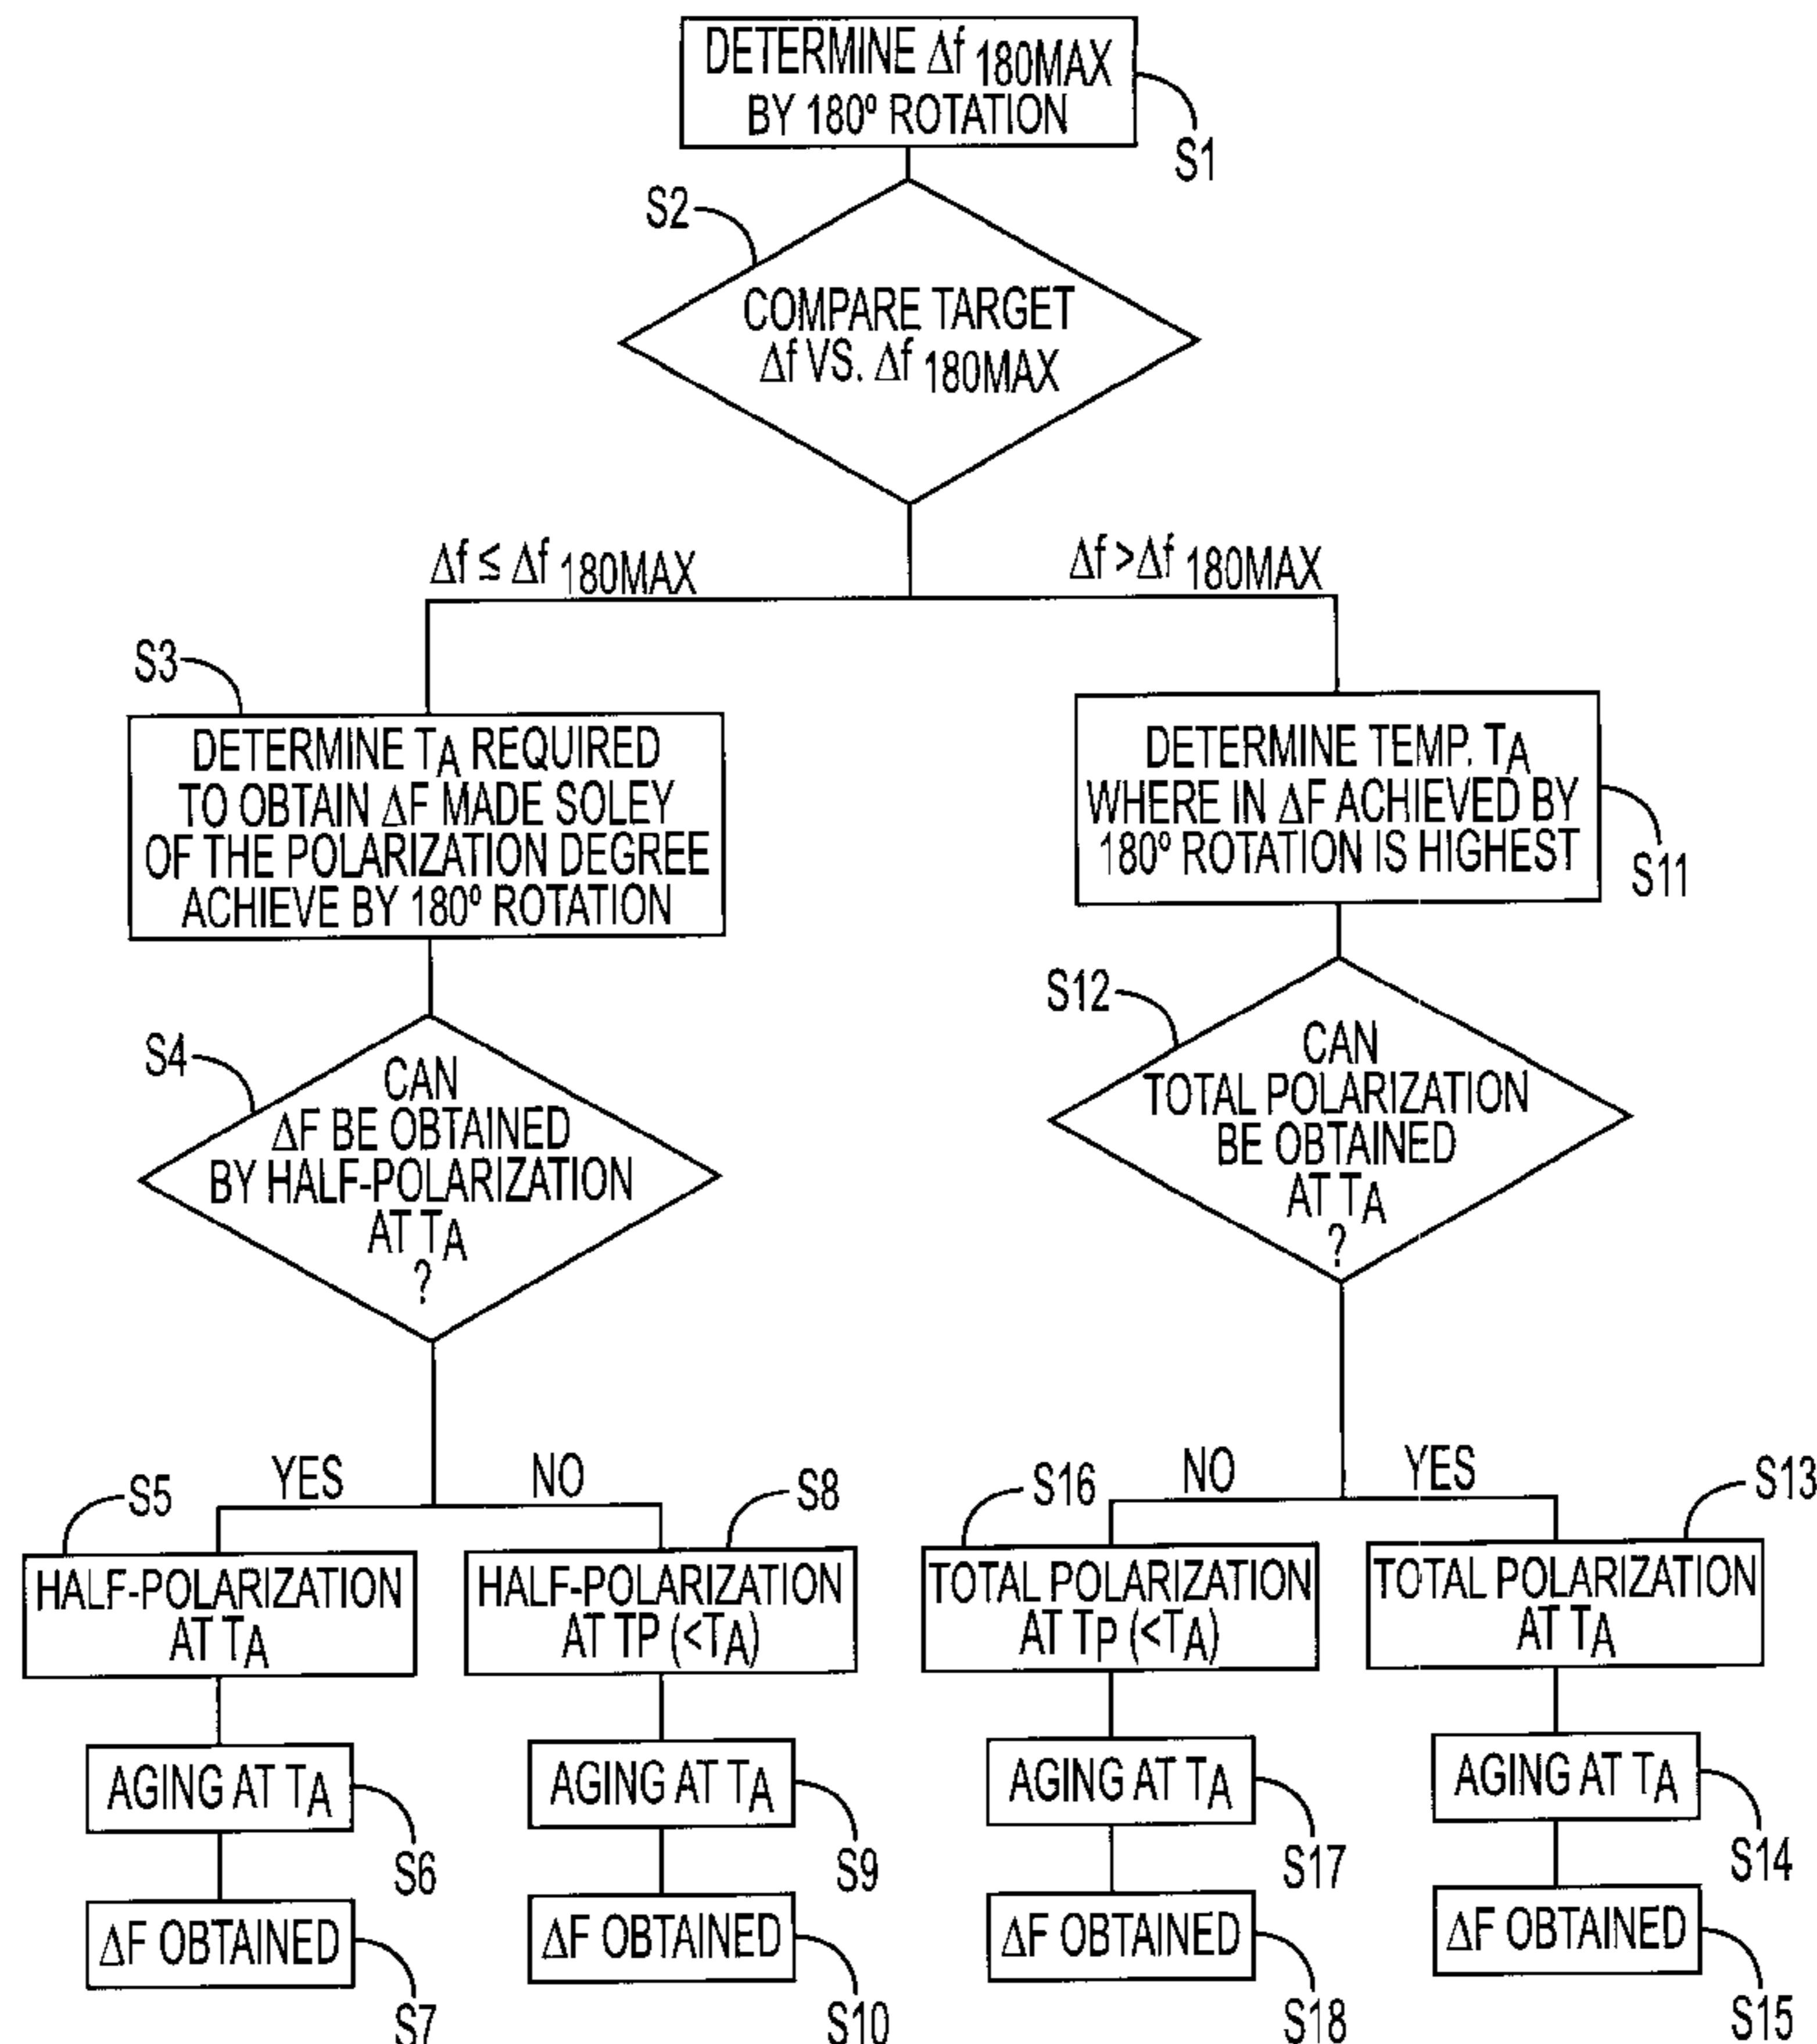 DETERMINE Δf 180MAX
BY 180º ROTATION
S1
S2
COMPARE TARGET
Δf VS. Δf 180MAX
Δf ≤ Δf 180MAX
Δf >Δf 180MAX
S3
DETERMINE TA REQUIRED
TO OBTAIN ΔF MADE SOLEY
OF THE POLARIZATION DEGREE
ACHIEVE BY 180º ROTATION
DETERMINE TEMP. TA
WHERE IN ΔF ACHIEVED BY
180º ROTATION IS HIGHEST
S11
S4
CAN
ΔF BE OBTAINED
BY HALF-POLARIZATION
AT TA
?
S12
CAN
TOTAL POLARIZATION
BE OBTAINED
AT TA
?
YES
NO
NO
YES
S5
HALF-POLARIZATION
AT TA
S8
HALF-POLARIZATION
AT TP (<TA)
S16
TOTAL POLARIZATION
AT TP (<TA)
S13
TOTAL POLARIZATION
AT TA
AGING AT TA
S6
AGING AT TA
S9
AGING AT TA
S17
AGING AT TA
S14
ΔF OBTAINED
S7
ΔF OBTAINED
S10
ΔF OBTAINED
S18
ΔF OBTAINED
S15